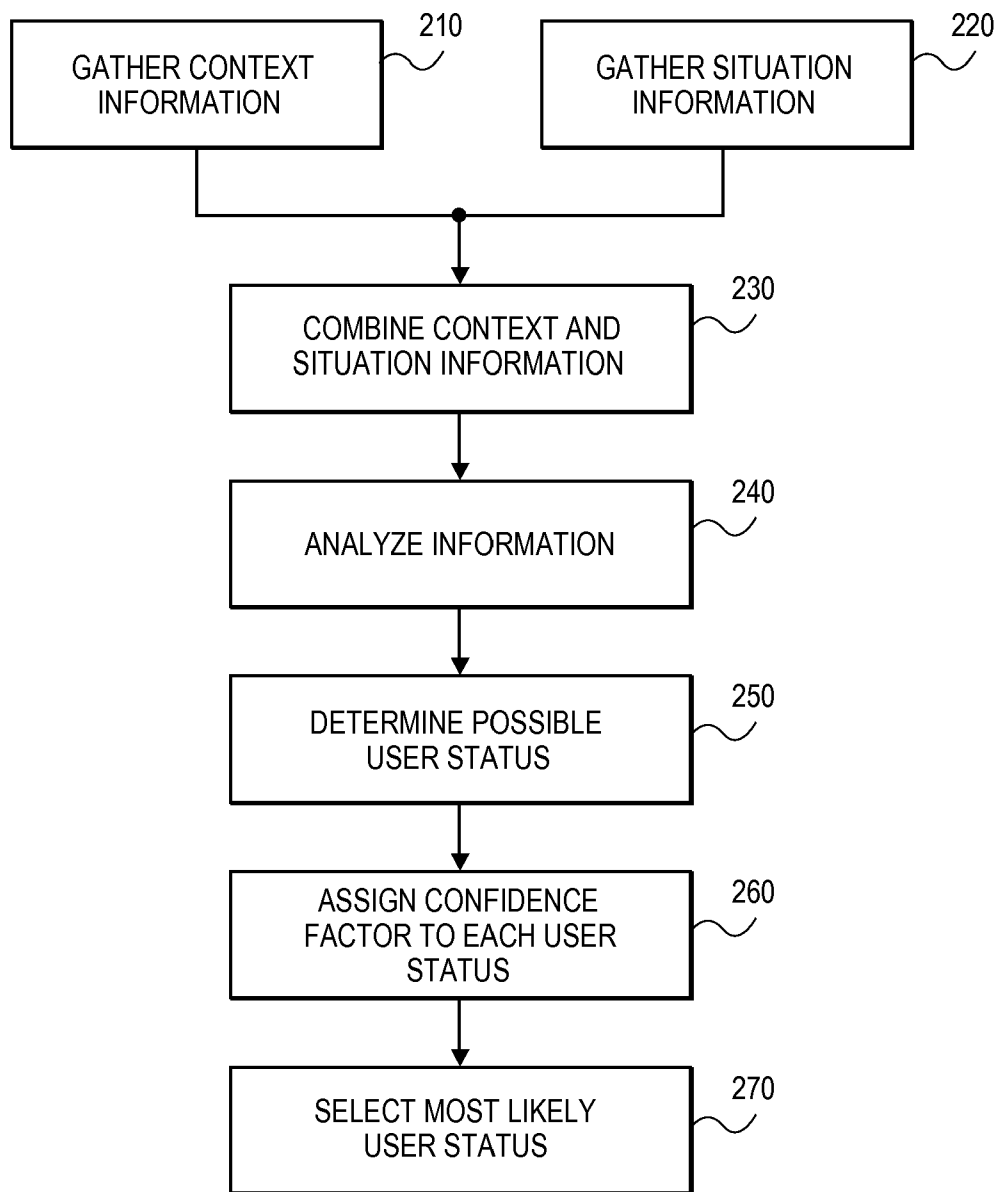 210
GATHER CONTEXT
INFORMATION
220
GATHER SITUATION
INFORMATION
230
COMBINE CONTEXT AND
SITUATION INFORMATION
240
ANALYZE INFORMATION
250
DETERMINE POSSIBLE
USER STATUS
260
ASSIGN CONFIDENCE
FACTOR TO EACH USER
STATUS
270
SELECT MOST LIKELY
USER STATUS